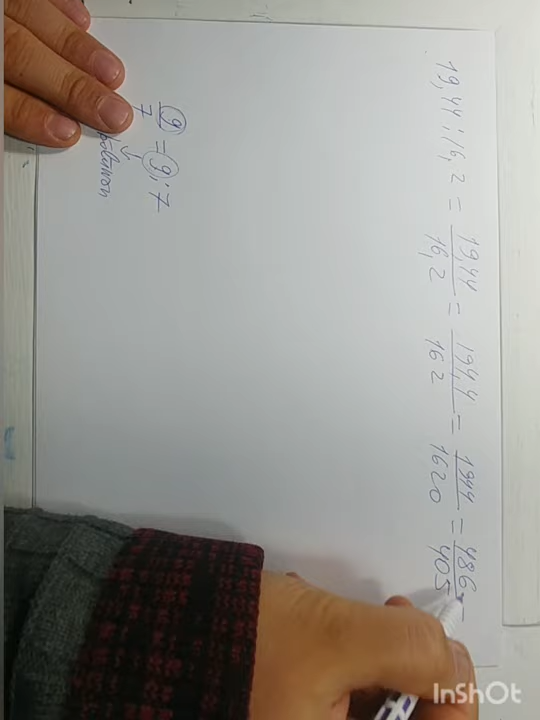 19,44:16,2 = 19,44/16,2 = 194,4/162 = 1944/1620 = 486/405 =
9/7 = 9:7
InShOt